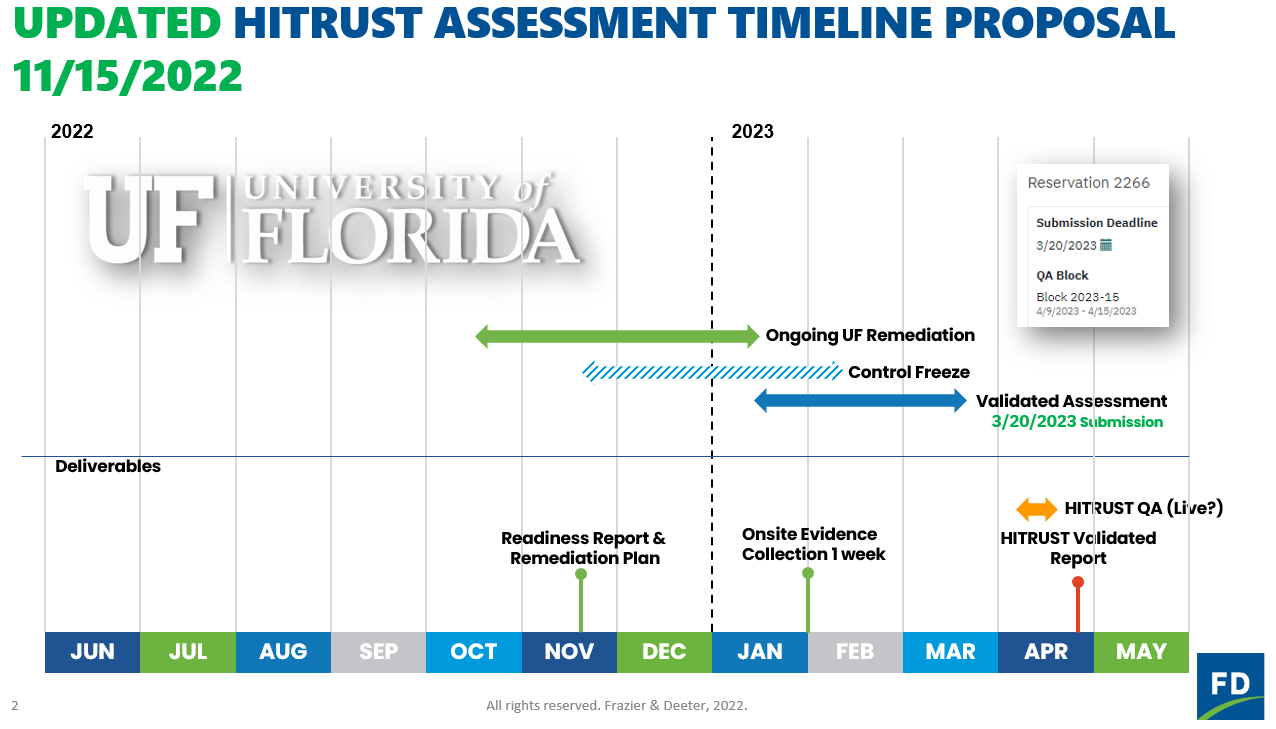 UPDATED HITRUST ASSESSMENT TIMELINE PROPOSAL
11/15/2022
2022
2023
UF UNIVERSITY of
FLORIDA
Reservation 2266
Submission Deadline
3/20/2023
QA Block
Block 2023-15
4/9/2023 - 4/15/2023
Ongoing UF Remediation
Control Freeze
Validated Assessment
3/20/2023 Submission
Deliverables
HITRUST QA (Live?)
Readiness Report &
Remediation Plan
Onsite Evidence
Collection 1 week
HITRUST Validated
Report
JUN JUL AUG SEP OCT NOV DEC JAN FEB MAR APR MAY
FD
2
All rights reserved. Frazier & Deeter, 2022.